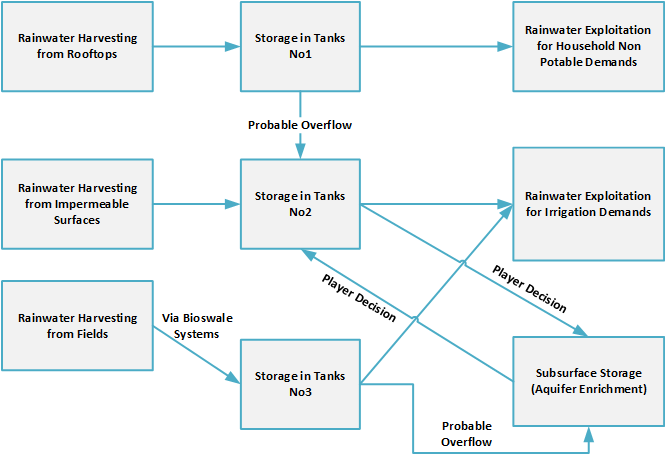 Rainwater Harvesting
from Rooftops
Storage in Tanks
No1
Rainwater Exploitation
for Household Non
Potable Demands
Probable Overflow
Rainwater Harvesting
from Impermeable
Surfaces
Storage in Tanks
No2
Rainwater Exploitation
for Irrigation Demands
Player Decision
Player Decision
Rainwater Harvesting
from Fields
Via Bioswale
Systems
Storage in Tanks
No3
Subsurface Storage
(Aquifer Enrichment)
Probable
Overflow